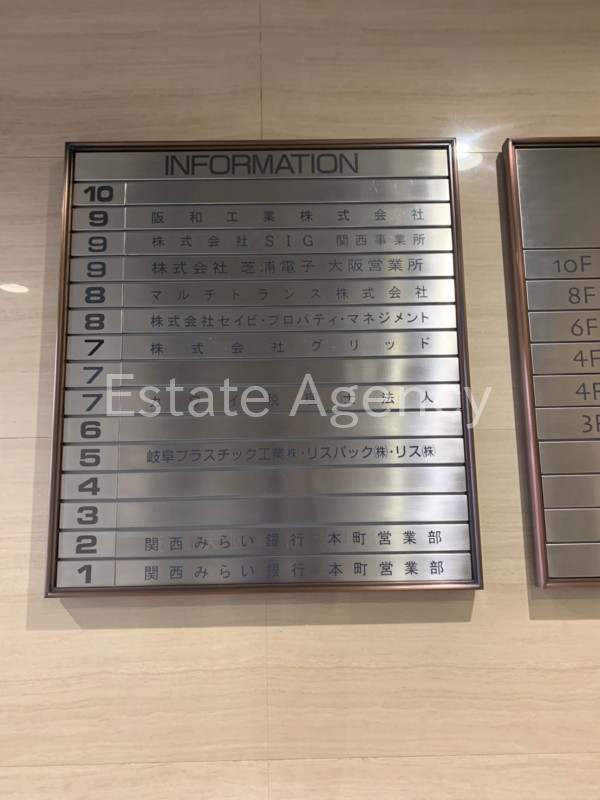 INFORMATION
10
9 阪和工業株式会社
9 株式会社SIG 関西事業所
9 株式会社 芝浦電子 大阪営業所
8 マルチトランス株式会社
8 株式会社セイビ・プロパティ・マネジメント
7 株式会社グリッド
7
7 税 士法人
6
5 岐阜プラスチック工業㈱・リスパック㈱・リス㈱
4
3
2 関西みらい銀行 本町営業部
1 関西みらい銀行 本町営業部
10F
8F
6F
4F
4F
3F
Estate Agency